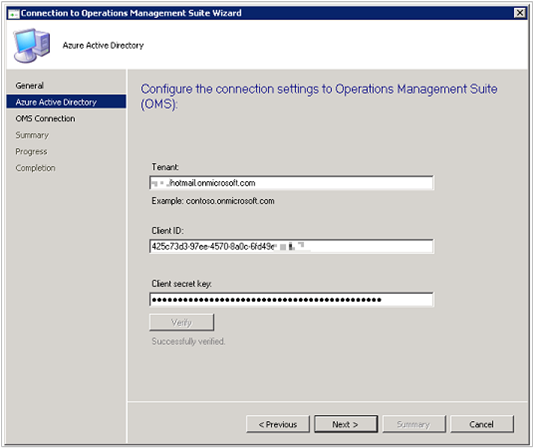 Connection to Operations Management Suite Wizard
Azure Active Directory
General
Azure Active Directory
OMS Connection
Summary
Progress
Completion
Configure the connection settings to Operations Management Suite
(OMS):
Tenant:
hotmail.onmicrosoft.com
Example: contoso.onmicrosoft.com
Client ID:
425c73d3-97ee-4570-8a0c-6fd49e
Client secret key:
●●●●●●●●●●●●●●●●●●●●●●●●●●●●●●●●●●●●●●●●●●●●
Verify
Successfully verified.
< Previous
Next >
Summary
Cancel